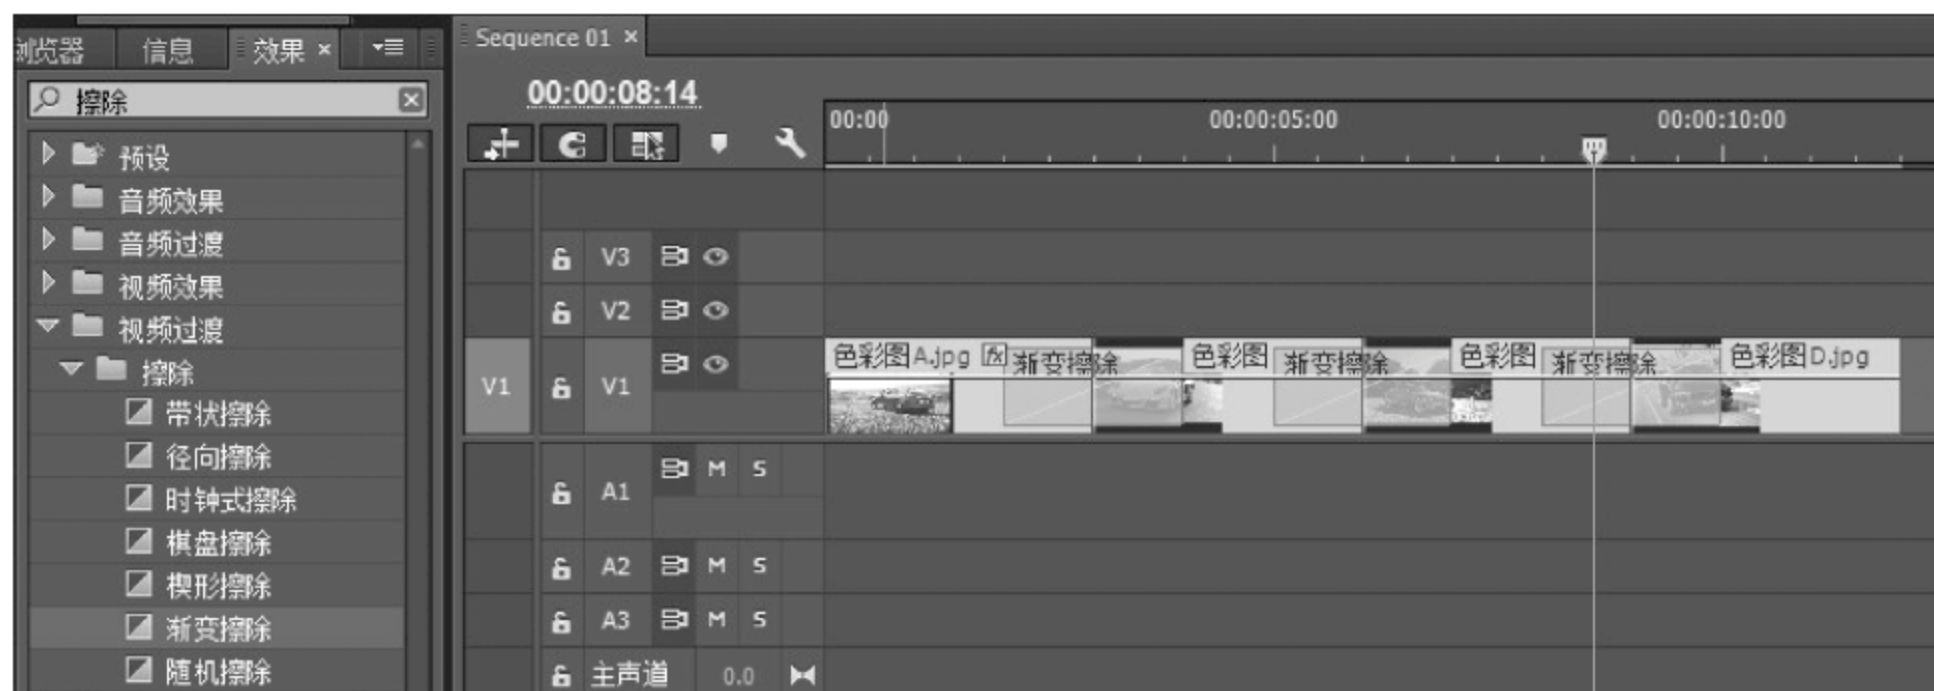 浏览器 信息 效果 ×
擦除
预设
音频效果
音频过渡
视频效果
视频过渡
擦除
带状擦除
径向擦除
时钟式擦除
棋盘擦除
楔形擦除
渐变擦除
随机擦除
Sequence 01 ×
00:00:08:14
00:00 00:00:05:00 00:00:10:00
V3
V2
V1 V1
色彩图A.jpg fx 渐变擦除 色彩图 渐变擦除 色彩图 渐变擦除 色彩图D.jpg
A1 M S
A2 M S
A3 M S
主声道 0.0